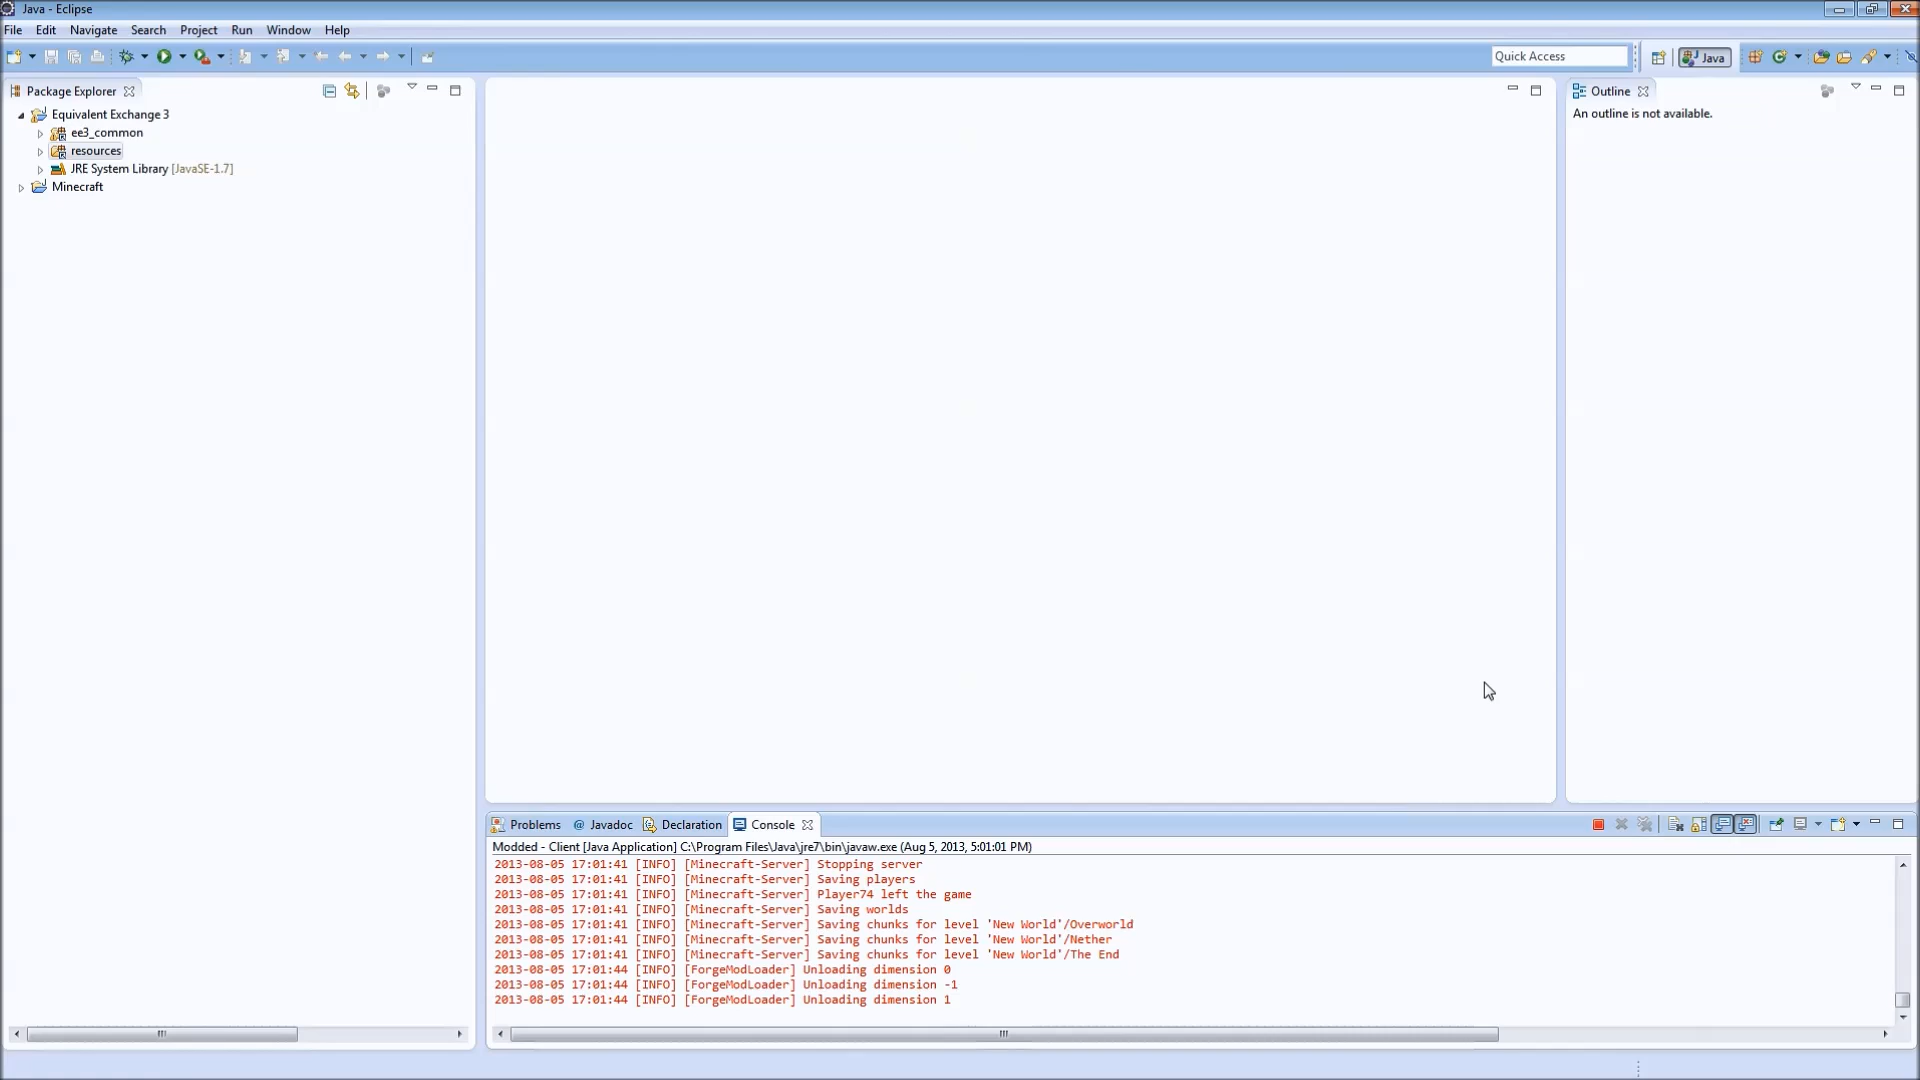 Java - Eclipse
File Edit Navigate Search Project Run Window Help
Quick Access
Java
Package Explorer
Equivalent Exchange 3
ee3_common
resources
JRE System Library [JavaSE-1.7]
Minecraft
Outline
An outline is not available.
Problems @ Javadoc Declaration Console
Modded - Client [Java Application] C:\Program Files\Java\jre7\bin\javaw.exe (Aug 5, 2013, 5:01:01 PM)
2013-08-05 17:01:41 [INFO] [Minecraft-Server] Stopping server
2013-08-05 17:01:41 [INFO] [Minecraft-Server] Saving players
2013-08-05 17:01:41 [INFO] [Minecraft-Server] Player74 left the game
2013-08-05 17:01:41 [INFO] [Minecraft-Server] Saving worlds
2013-08-05 17:01:41 [INFO] [Minecraft-Server] Saving chunks for level 'New World'/Overworld
2013-08-05 17:01:41 [INFO] [Minecraft-Server] Saving chunks for level 'New World'/Nether
2013-08-05 17:01:41 [INFO] [Minecraft-Server] Saving chunks for level 'New World'/The End
2013-08-05 17:01:44 [INFO] [ForgeModLoader] Unloading dimension 0
2013-08-05 17:01:44 [INFO] [ForgeModLoader] Unloading dimension -1
2013-08-05 17:01:44 [INFO] [ForgeModLoader] Unloading dimension 1